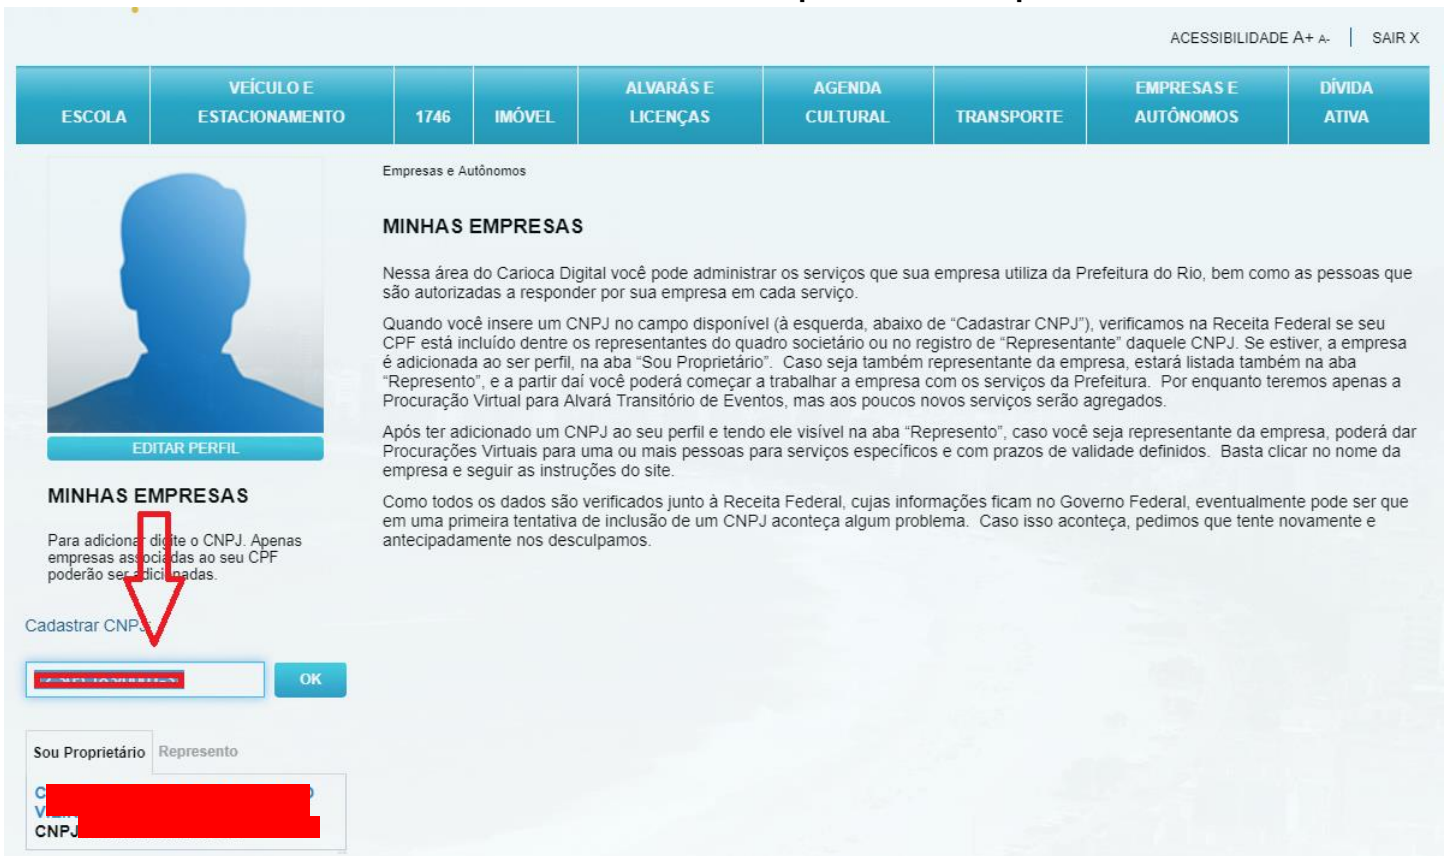 ACESSIBILIDADE A+ A- | SAIR X
ESCOLA
VEÍCULO E
ESTACIONAMENTO
1746
IMÓVEL
ALVARÁS E
LICENÇAS
AGENDA
CULTURAL
TRANSPORTE
EMPRESAS E
AUTÔNOMOS
DÍVIDA
ATIVA
EDITAR PERFIL
MINHAS EMPRESAS
Para adicionar digite o CNPJ. Apenas
empresas associadas ao seu CPF
poderão ser adicionadas.
Cadastrar CNPJ
OK
Sou Proprietário
Represento
CNPJ
Empresas e Autônomos
MINHAS EMPRESAS
Nessa área do Carioca Digital você pode administrar os serviços que sua empresa utiliza da Prefeitura do Rio, bem como as pessoas que
são autorizadas a responder por sua empresa em cada serviço.
Quando você insere um CNPJ no campo disponível (à esquerda, abaixo de “Cadastrar CNPJ”), verificamos na Receita Federal se seu
CPF está incluído dentre os representantes do quadro societário ou no registro de “Representante” daquele CNPJ. Se estiver, a empresa
é adicionada ao ser perfil, na aba “Sou Proprietário”. Caso seja também representante da empresa, estará listada também na aba
“Represento”, e a partir daí você poderá começar a trabalhar a empresa com os serviços da Prefeitura. Por enquanto teremos apenas a
Procuração Virtual para Alvará Transitório de Eventos, mas aos poucos novos serviços serão agregados.
Após ter adicionado um CNPJ ao seu perfil e tendo ele visível na aba “Represento”, caso você seja representante da empresa, poderá dar
Procurações Virtuais para uma ou mais pessoas para serviços específicos e com prazos de validade definidos. Basta clicar no nome da
empresa e seguir as instruções do site.
Como todos os dados são verificados junto à Receita Federal, cujas informações ficam no Governo Federal, eventualmente pode ser que
em uma primeira tentativa de inclusão de um CNPJ aconteça algum problema. Caso isso aconteça, pedimos que tente novamente e
antecipadamente nos desculpamos.